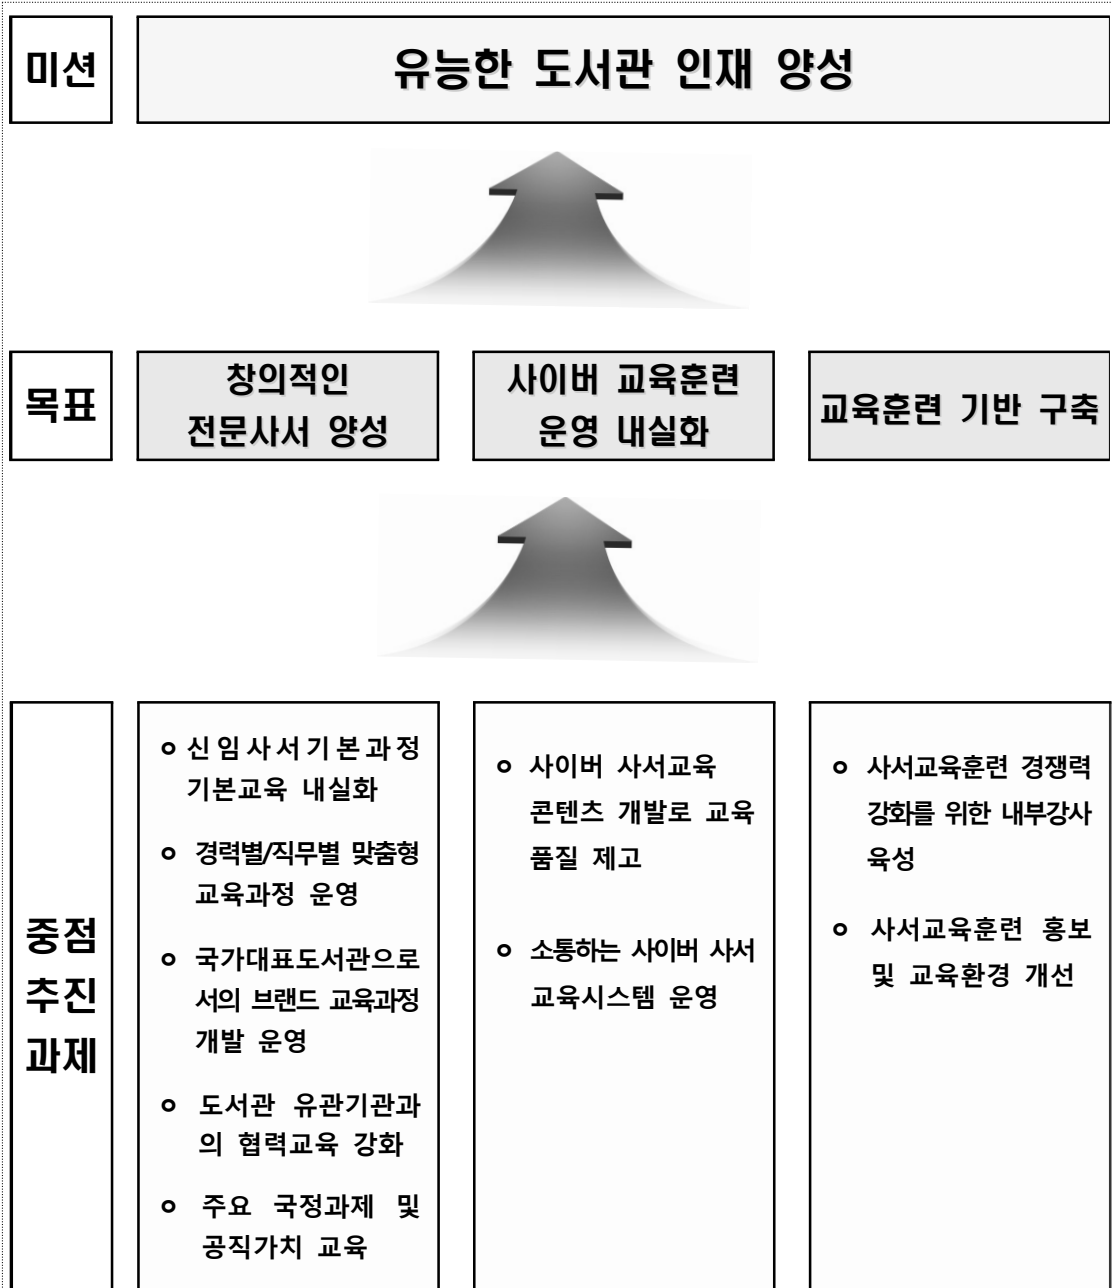 미션
유능한 도서관 인재 양성
목표
창의적인
전문사서 양성
사이버 교육훈련
운영 내실화
교육훈련 기반 구축
중점
추진
과제
ㅇ 신임사서기본과정
기본교육 내실화
ㅇ 경력별/직무별 맞춤형
교육과정 운영
ㅇ 국가대표도서관으로
서의 브랜드 교육과정
개발 운영
ㅇ 도서관 유관기관과
의 협력교육 강화
ㅇ 주요 국정과제 및
공직가치 교육
ㅇ 사이버 사서교육
콘텐츠 개발로 교육
품질 제고
ㅇ 소통하는 사이버 사서
교육시스템 운영
ㅇ 사서교육훈련 경쟁력
강화를 위한 내부강사
육성
ㅇ 사서교육훈련 홍보
및 교육환경 개선